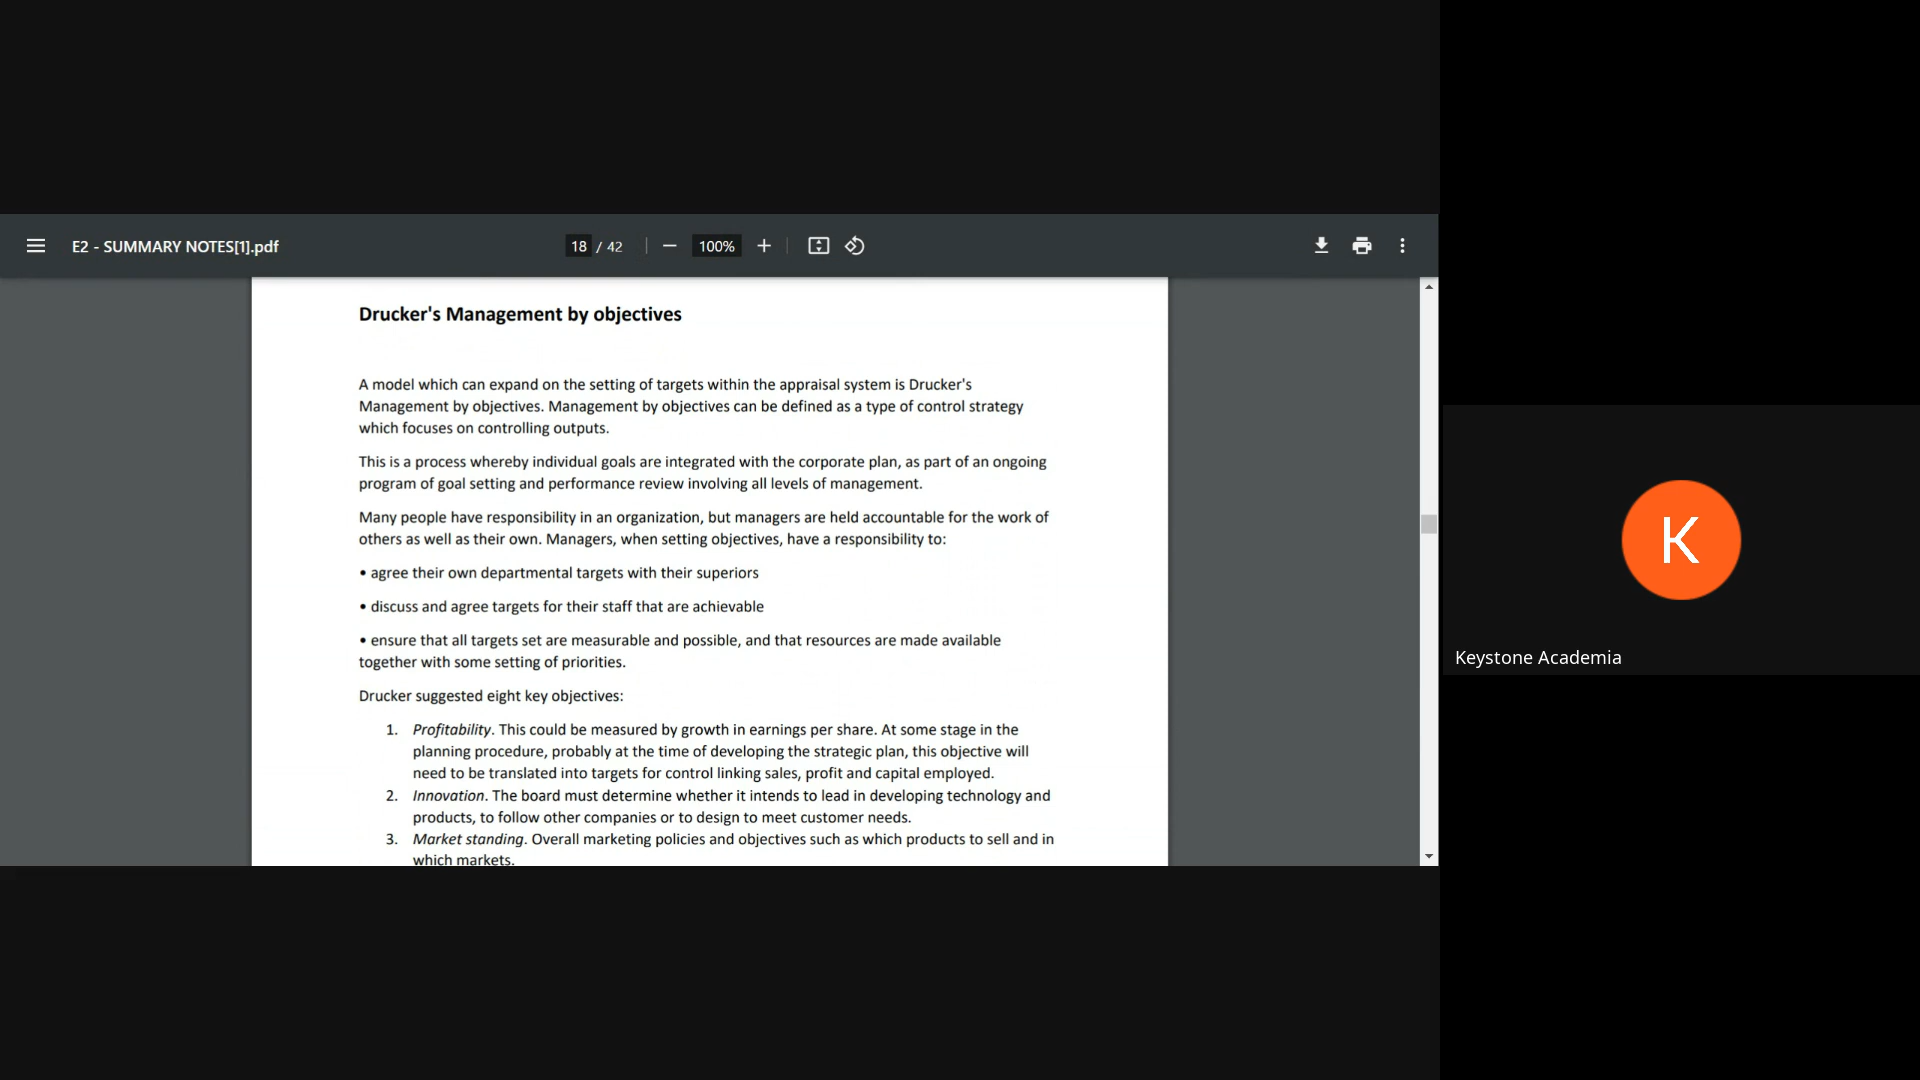 E2 - SUMMARY NOTES[1].pdf
18 / 42
100%
Drucker's Management by objectives
A model which can expand on the setting of targets within the appraisal system is Drucker's
Management by objectives. Management by objectives can be defined as a type of control strategy
which focuses on controlling outputs.
This is a process whereby individual goals are integrated with the corporate plan, as part of an ongoing
program of goal setting and performance review involving all levels of management.
Many people have responsibility in an organization, but managers are held accountable for the work of
others as well as their own. Managers, when setting objectives, have a responsibility to:
• agree their own departmental targets with their superiors
• discuss and agree targets for their staff that are achievable
• ensure that all targets set are measurable and possible, and that resources are made available
together with some setting of priorities.
Drucker suggested eight key objectives:
1. Profitability. This could be measured by growth in earnings per share. At some stage in the
planning procedure, probably at the time of developing the strategic plan, this objective will
need to be translated into targets for control linking sales, profit and capital employed.
2. Innovation. The board must determine whether it intends to lead in developing technology and
products, to follow other companies or to design to meet customer needs.
3. Market standing. Overall marketing policies and objectives such as which products to sell and in
which markets.
K
Keystone Academia